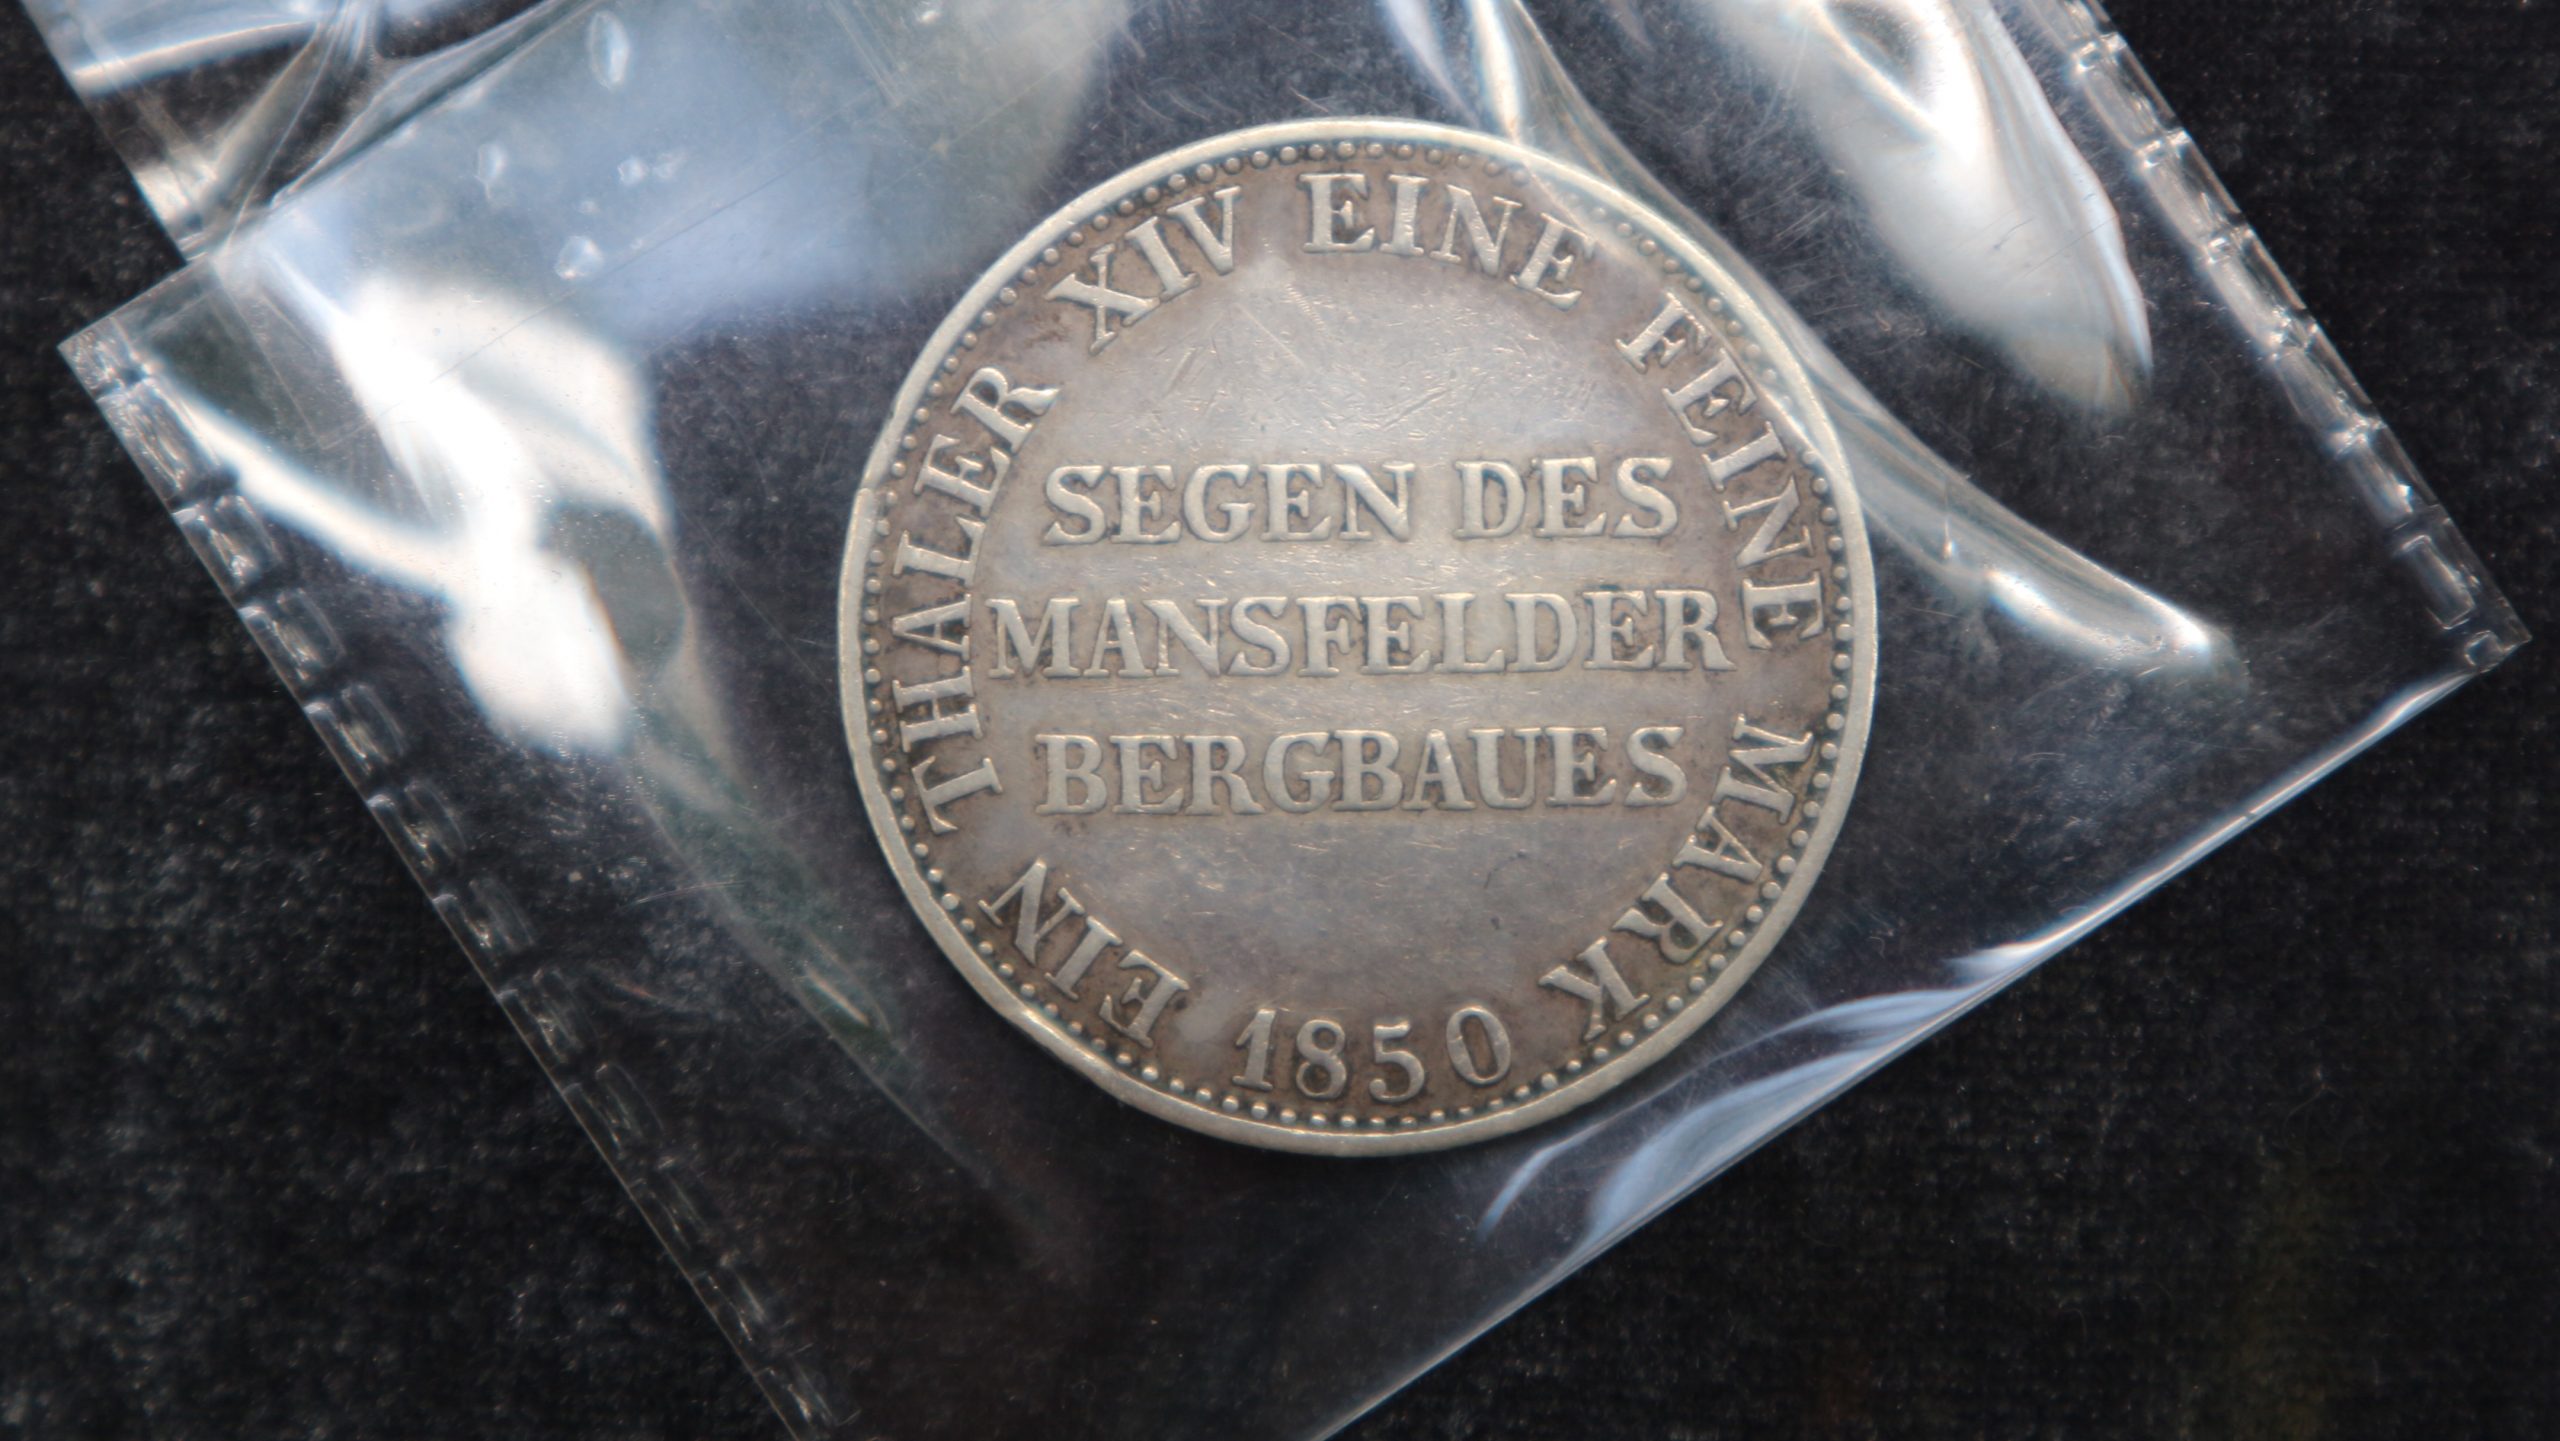 EIN THALER XIV EINE FEINE MARK
SEGEN DES
MANSFELDER
BERGBAUES
1850